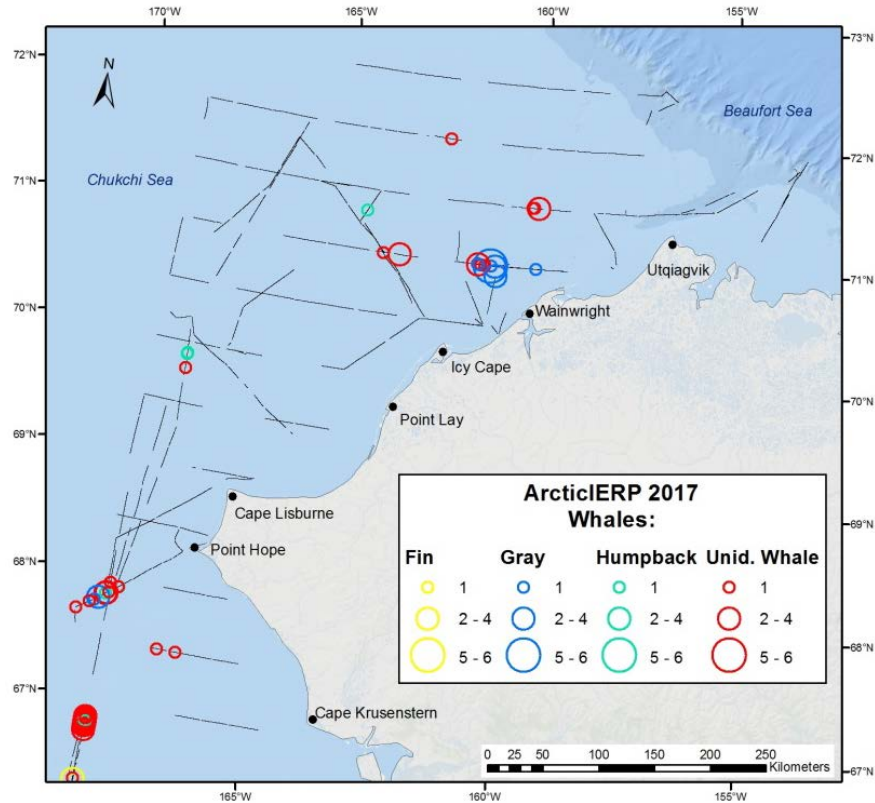 170°W 165°W 160°W 155°W
72°N 73°N
N
Beaufort Sea
72°N
Chukchi Sea
71°N
Utqiagvik
71°N
70°N
Wainwright
Icy Cape
70°N
Point Lay
69°N
ArcticIERP 2017
Whales:
Cape Lisburne
69°N
Point Hope
Fin Gray Humpback Unid. Whale
68°N
1 1 1 1
2 - 4 2 - 4 2 - 4 2 - 4
5 - 6 5 - 6 5 - 6 5 - 6
68°N
67°N
Cape Krusenstern
0 25 50 100 150 200 250
Kilometers
67°N
165°W 160°W 155°W